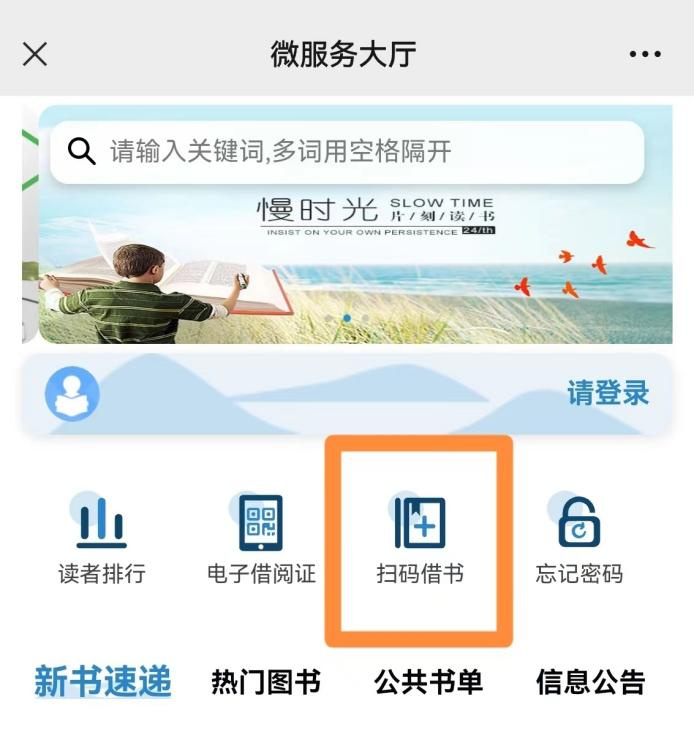 微服务大厅
请输入关键词,多词用空格隔开
慢时光 SLOW TIME
片/刻/读/书
INSIST ON YOUR OWN PERSISTENCE 24/th
请登录
读者排行 电子借阅证 扫码借书 忘记密码
新书速递 热门图书 公共书单 信息公告